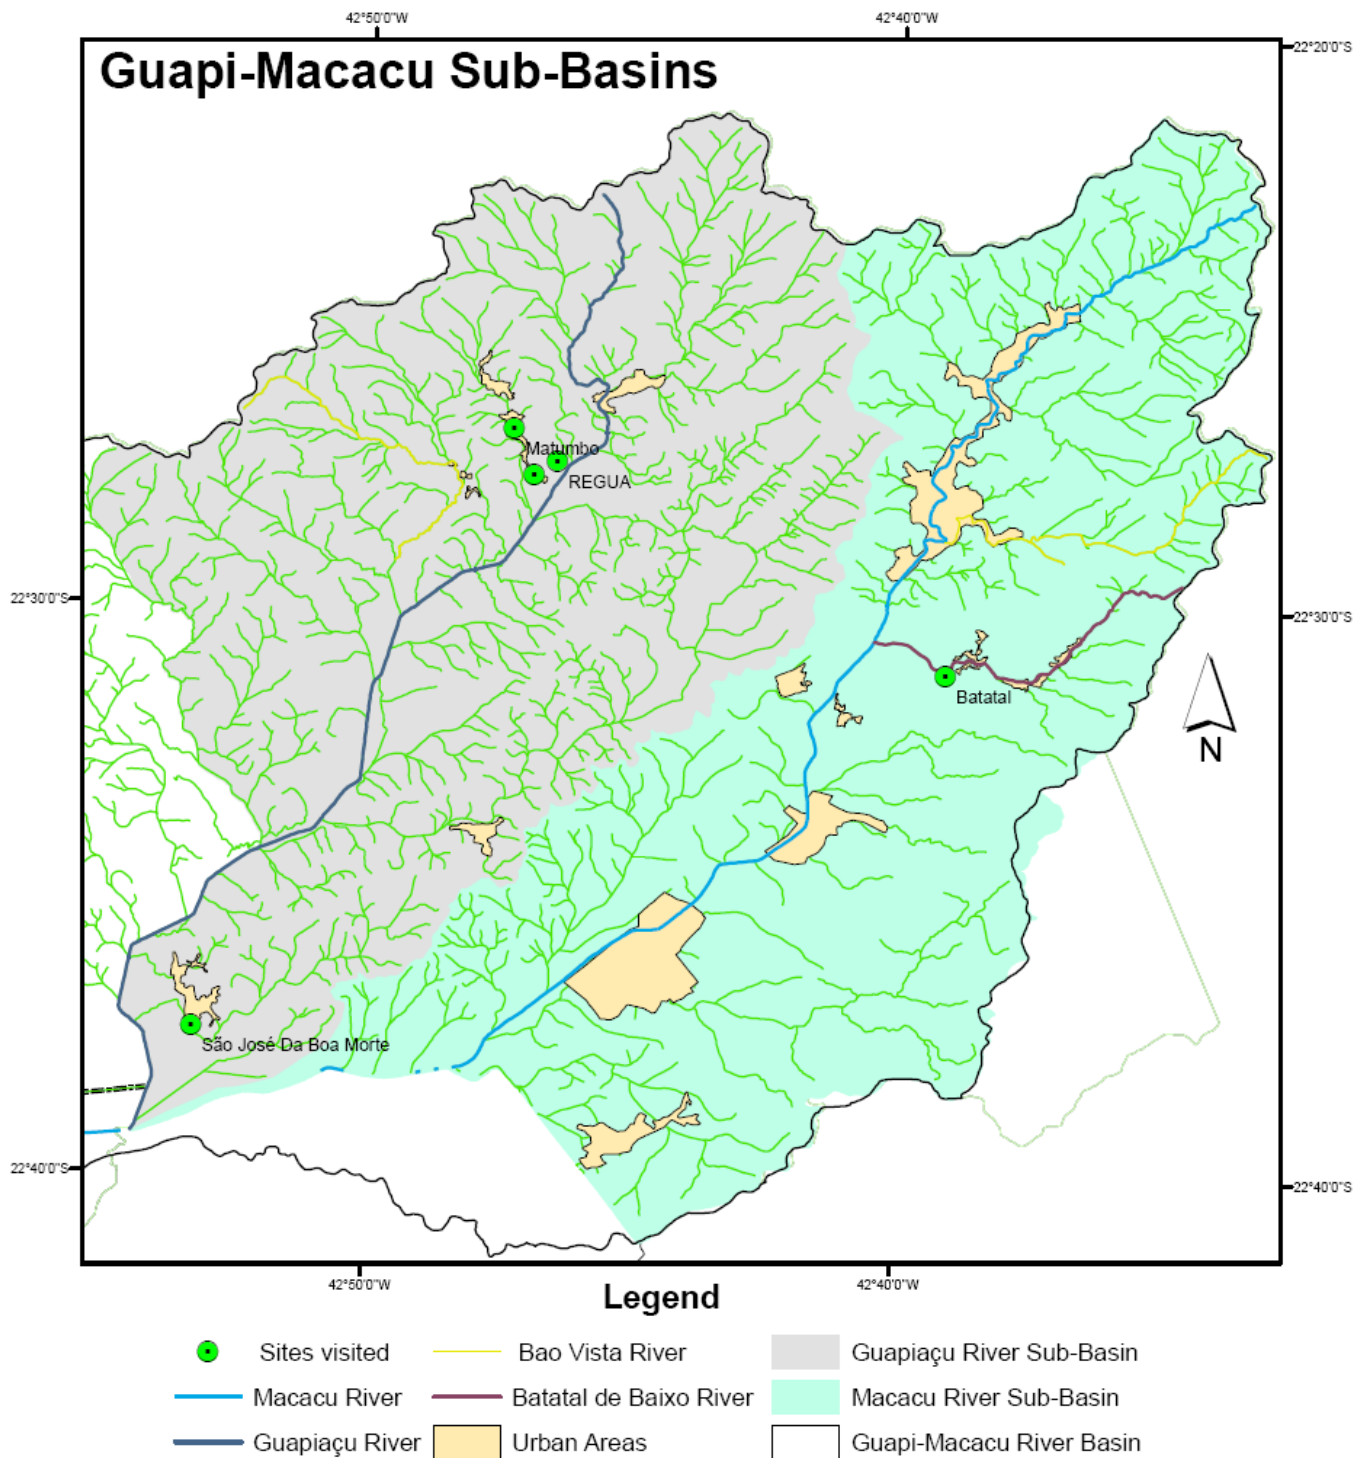 42°50'0"W 42°40'0"W
22°20'0"S
Guapi-Macacu Sub-Basins
Matumbo
REGUA
22°30'0"S
22°30'0"S
Batatal
N
São José Da Boa Morte
22°40'0"S
22°40'0"S
42°50'0"W 42°40'0"W
Legend
Sites visited Bao Vista River Guapiaçu River Sub-Basin
Macacu River Batatal de Baixo River Macacu River Sub-Basin
Guapiaçu River Urban Areas Guapi-Macacu River Basin